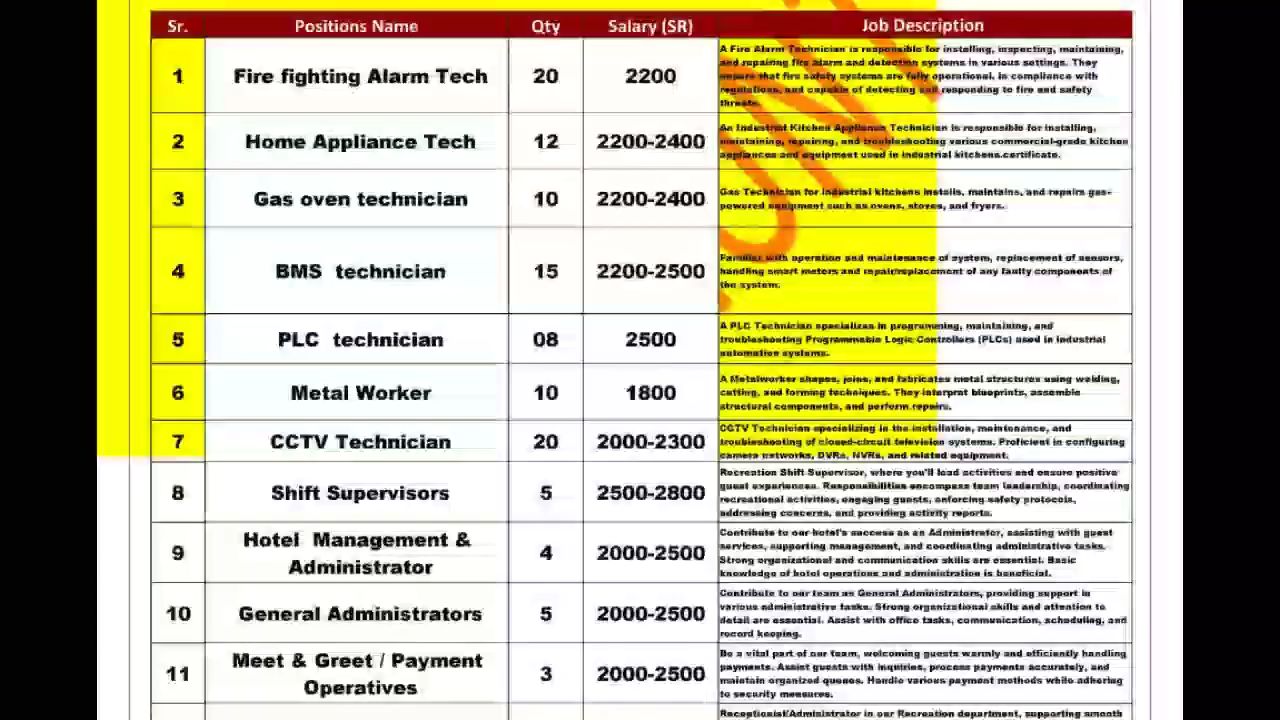 Sr. Positions Name Qty Salary (SR) Job Description
1 Fire fighting Alarm Tech 20 2200
A Fire Alarm Technician is responsible for installing, inspecting, maintaining,
and repairing fire alarm and detection systems in various settings. They
ensure that fire safety systems are fully operational, in compliance with
regulations, and capable of detecting and responding to fire and safety
threats.
2 Home Appliance Tech 12 2200-2400
An Industrial Kitchen Appliance Technician is responsible for installing,
maintaining, repairing, and troubleshooting various commercial-grade kitchen
appliances and equipment used in industrial kitchens.certificate.
3 Gas oven technician 10 2200-2400
Gas Technician for industrial kitchens installs, maintains, and repairs gas-
powered equipment such as ovens, stoves, and fryers.
4 BMS technician 15 2200-2500
Familiar with operation and maintenance of system, replacement of sensors,
handling smart meters and repair/replacement of any faulty components of
the system.
5 PLC technician 08 2500
A PLC Technician specializes in programming, maintaining, and
troubleshooting Programmable Logic Controllers (PLCs) used in industrial
automation systems.
6 Metal Worker 10 1800
A Metalworker shapes, joins, and fabricates metal structures using welding,
cutting, and forming techniques. They interpret blueprints, assemble
structural components, and perform repairs.
7 CCTV Technician 20 2000-2300
CCTV Technician specializing in the installation, maintenance, and
troubleshooting of closed-circuit television systems. Proficient in configuring
camera networks, DVRs, NVRs, and related equipment.
8 Shift Supervisors 5 2500-2800
Recreation Shift Supervisor, where you'll lead activities and ensure positive
guest experiences. Responsibilities encompass team leadership, coordinating
recreational activities, engaging guests, enforcing safety protocols,
addressing concerns, and providing activity reports.
9 Hotel Management &
Administrator 4 2000-2500
Contribute to our hotel's success as an Administrator, assisting with guest
services, supporting management, and coordinating administrative tasks.
Strong organizational and communication skills are essential. Basic
knowledge of hotel operations and administration is beneficial.
10 General Administrators 5 2000-2500
Contribute to our team as General Administrators, providing support in
various administrative tasks. Strong organizational skills and attention to
detail are essential. Assist with office tasks, communication, scheduling, and
record keeping.
11 Meet & Greet / Payment
Operatives 3 2000-2500
Be a vital part of our team, welcoming guests warmly and efficiently handling
payments. Assist guests with inquiries, process payments accurately, and
maintain organized queues. Handle various payment methods while adhering
to security measures.
Receptionist/Administrator in our Recreation department, supporting smooth